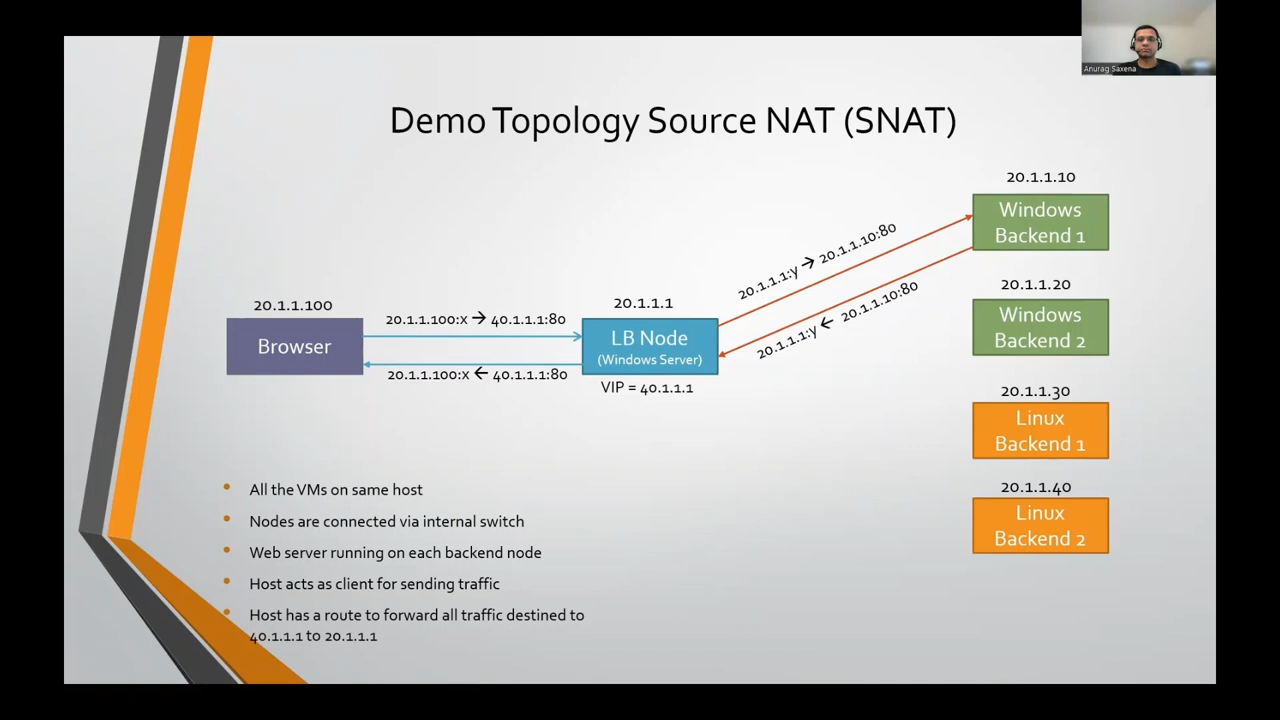 Anurag Saxena
Demo Topology Source NAT (SNAT)
20.1.1.10
Windows
Backend 1
20.1.1.1:y → 20.1.1.10:80
20.1.1.1:y ← 20.1.1.10:80
20.1.1.20
Windows
Backend 2
20.1.1.100
Browser
20.1.1.100:x → 40.1.1.1:80
20.1.1.100:x ← 40.1.1.1:80
20.1.1.1
LB Node
(Windows Server)
VIP = 40.1.1.1
20.1.1.30
Linux
Backend 1
20.1.1.40
Linux
Backend 2
• All the VMs on same host
• Nodes are connected via internal switch
• Web server running on each backend node
• Host acts as client for sending traffic
• Host has a route to forward all traffic destined to
40.1.1.1 to 20.1.1.1